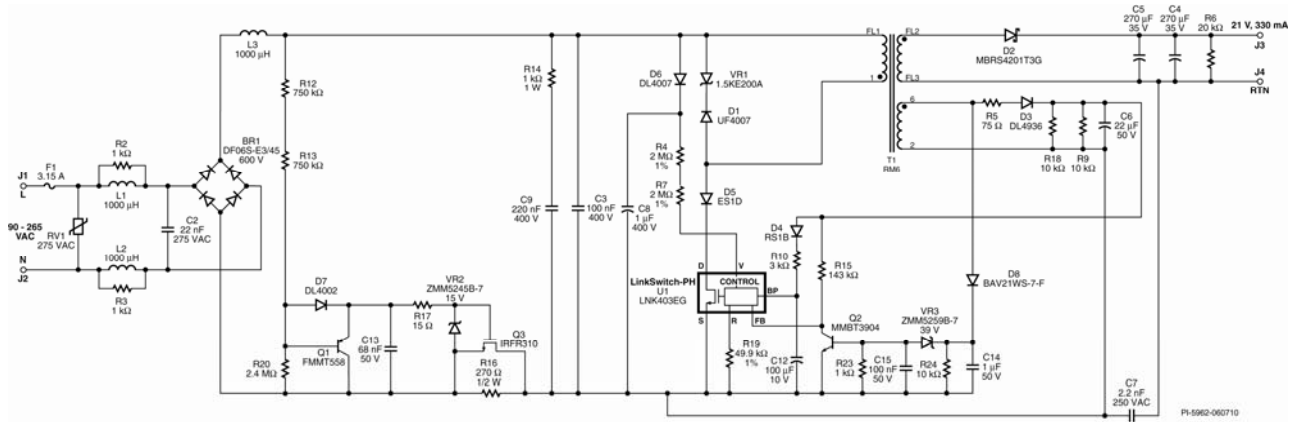 L3
1000 µH
R12
750 kΩ
R13
750 kΩ
BR1
DF06S-E3/45
600 V
R2
1 kΩ
F1
3.15 A
J1
L
L1
1000 µH
RV1
275 VAC
90 - 265
VAC
C2
22 nF
275 VAC
L2
1000 µH
N
J2
R3
1 kΩ
D7
DL4002
VR2
ZMM5245B-7
15 V
R17
15 Ω
Q3
IRFR310
Q1
FMMT558
C13
68 nF
50 V
R20
2.4 MΩ
R16
270 Ω
1/2 W
R14
1 kΩ
1 W
C9
220 nF
400 V
C3
100 nF
400 V
C8
1 µF
400 V
D6
DL4007
VR1
1.5KE200A
D1
UF4007
R4
2 MΩ
1%
R7
2 MΩ
1%
D5
ES1D
D4
RS1B
R10
3 kΩ
R15
143 kΩ
LinkSwitch-PH
U1
LNK403EG
D
V
CONTROL
BP
S
R
FB
R19
49.9 kΩ
1%
C12
100 µF
10 V
Q2
MMBT3904
R23
1 kΩ
C15
100 nF
50 V
VR3
ZMM5259B-7
39 V
R24
10 kΩ
C14
1 µF
50 V
D8
BAV21WS-7-F
FL1
1
FL2
FL3
6
2
T1
RM6
D2
MBRS4201T3G
C5
270 µF
35 V
C4
270 µF
35 V
R6
20 kΩ
21 V, 330 mA
J3
J4
RTN
R5
75 Ω
D3
DL4936
R18
10 kΩ
R9
10 kΩ
C6
22 µF
50 V
C7
2.2 nF
250 VAC
PI-5962-060710